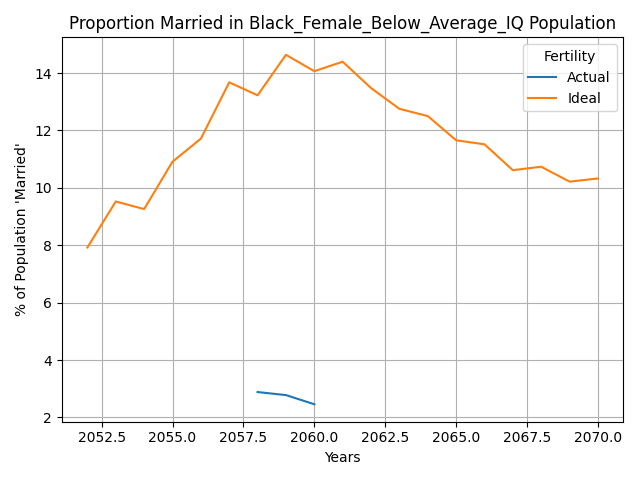 Proportion Married in Black_Female_Below_Average_IQ Population
Fertility
Actual
Ideal
% of Population 'Married'
14
12
10
8
6
4
2
2052.5 2055.0 2057.5 2060.0 2062.5 2065.0 2067.5 2070.0
Years